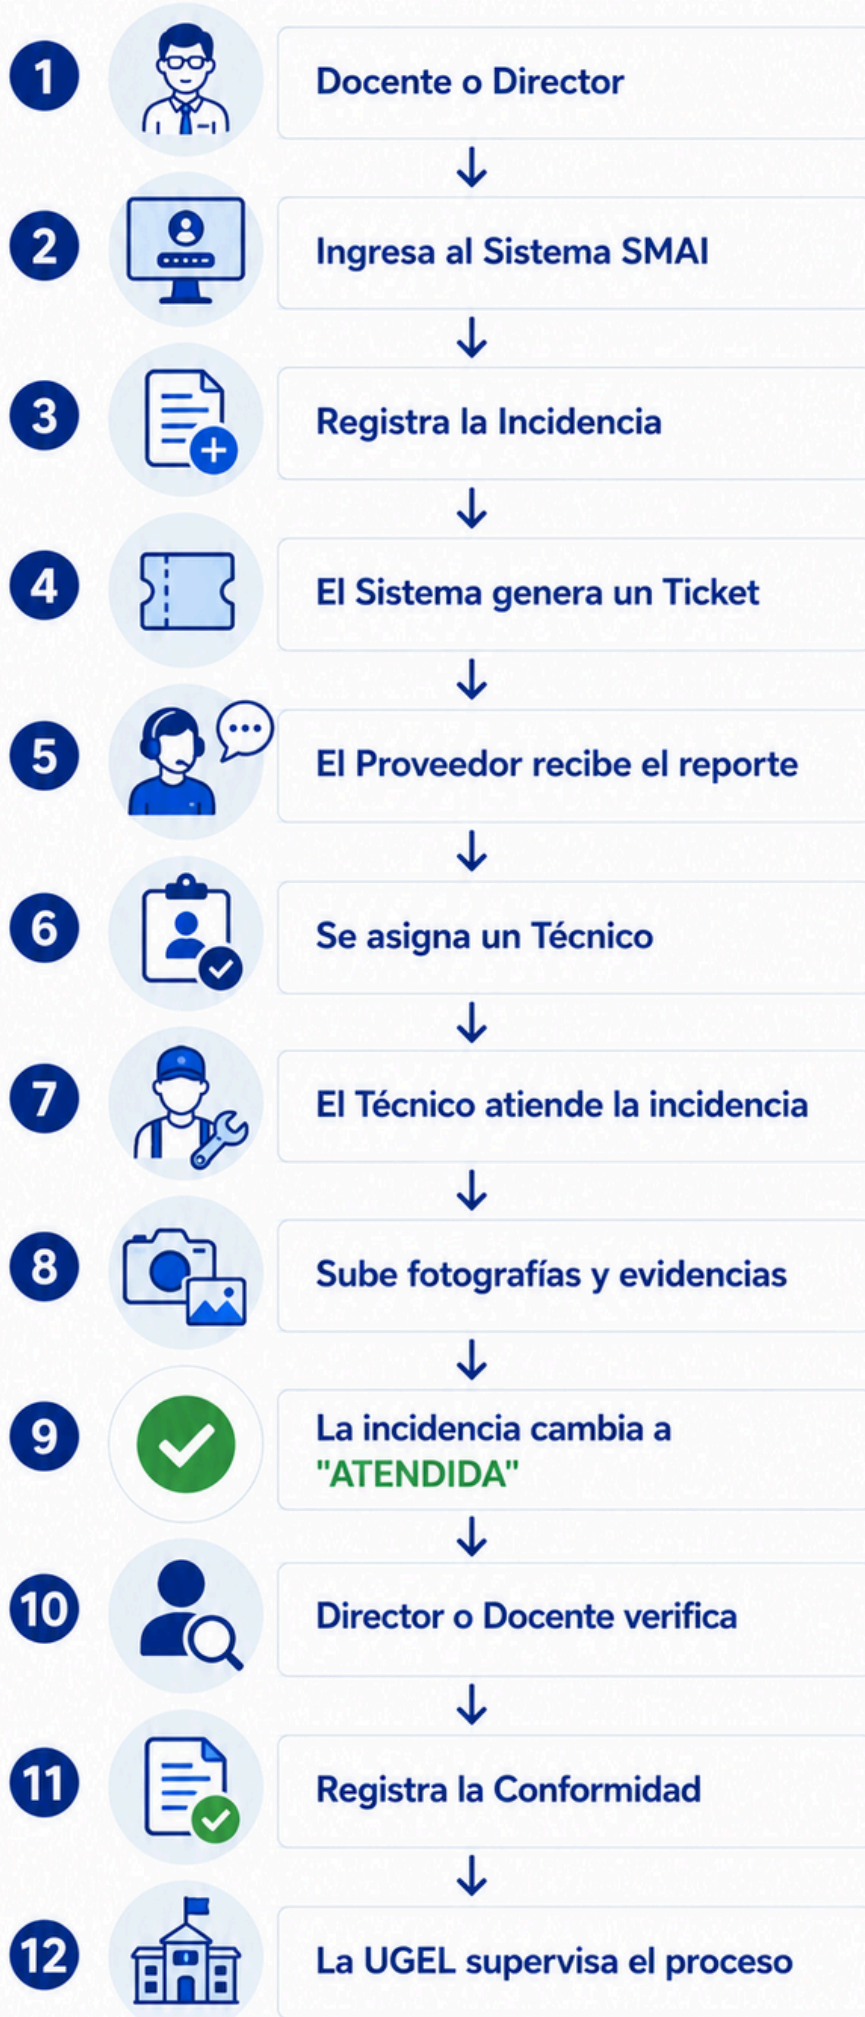 1
Docente o Director
2
Ingresa al Sistema SMAI
3
Registra la Incidencia
4
El Sistema genera un Ticket
5
El Proveedor recibe el reporte
6
Se asigna un Técnico
7
El Técnico atiende la incidencia
8
Sube fotografías y evidencias
9
La incidencia cambia a
"ATENDIDA"
10
Director o Docente verifica
11
Registra la Conformidad
12
La UGEL supervisa el proceso